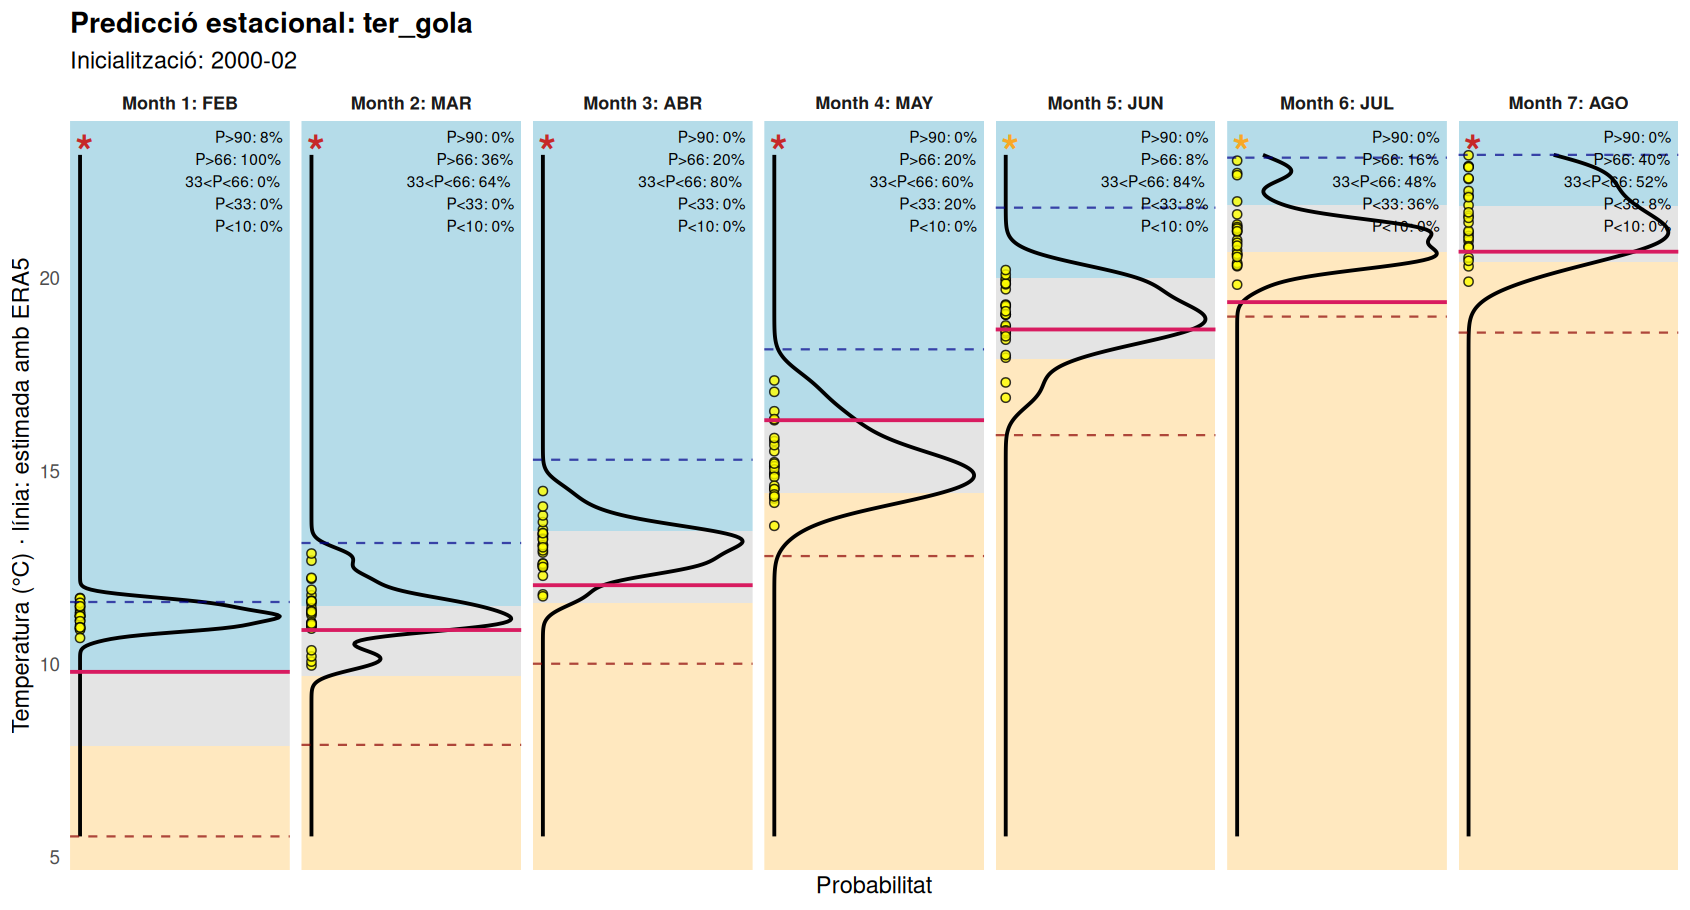 Predicció estacional: ter_gola
Inicialització: 2000-02
Month 1: FEB
P>90: 8%
P>66: 100%
33<P<66: 0%
P<33: 0%
P<10: 0%
Month 2: MAR
P>90: 0%
P>66: 36%
33<P<66: 64%
P<33: 0%
P<10: 0%
Month 3: ABR
P>90: 0%
P>66: 20%
33<P<66: 80%
P<33: 0%
P<10: 0%
Month 4: MAY
P>90: 0%
P>66: 20%
33<P<66: 60%
P<33: 20%
P<10: 0%
Month 5: JUN
P>90: 0%
P>66: 8%
33<P<66: 84%
P<33: 8%
P<10: 0%
Month 6: JUL
P>90: 0%
P>66: 16%
33<P<66: 48%
P<33: 36%
P<10: 0%
Month 7: AGO
P>90: 0%
P>66: 40%
33<P<66: 52%
P<33: 8%
P<10: 0%
Temperatura (°C) · línia: estimada amb ERA5
20
15
10
5
Probabilitat